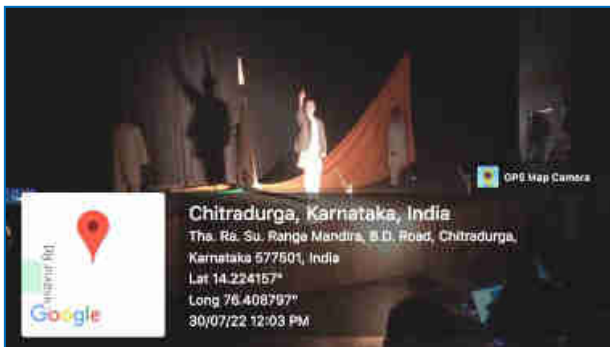 GPS Map Camera
Chitradurga, Karnataka, India
Tha. Ra. Su. Range Mandira, B.D. Road, Chitradurga,
Karnataka 577501, India
Lat 14.224157°
Long 76.408797°
30/07/22 12:03 PM
Google